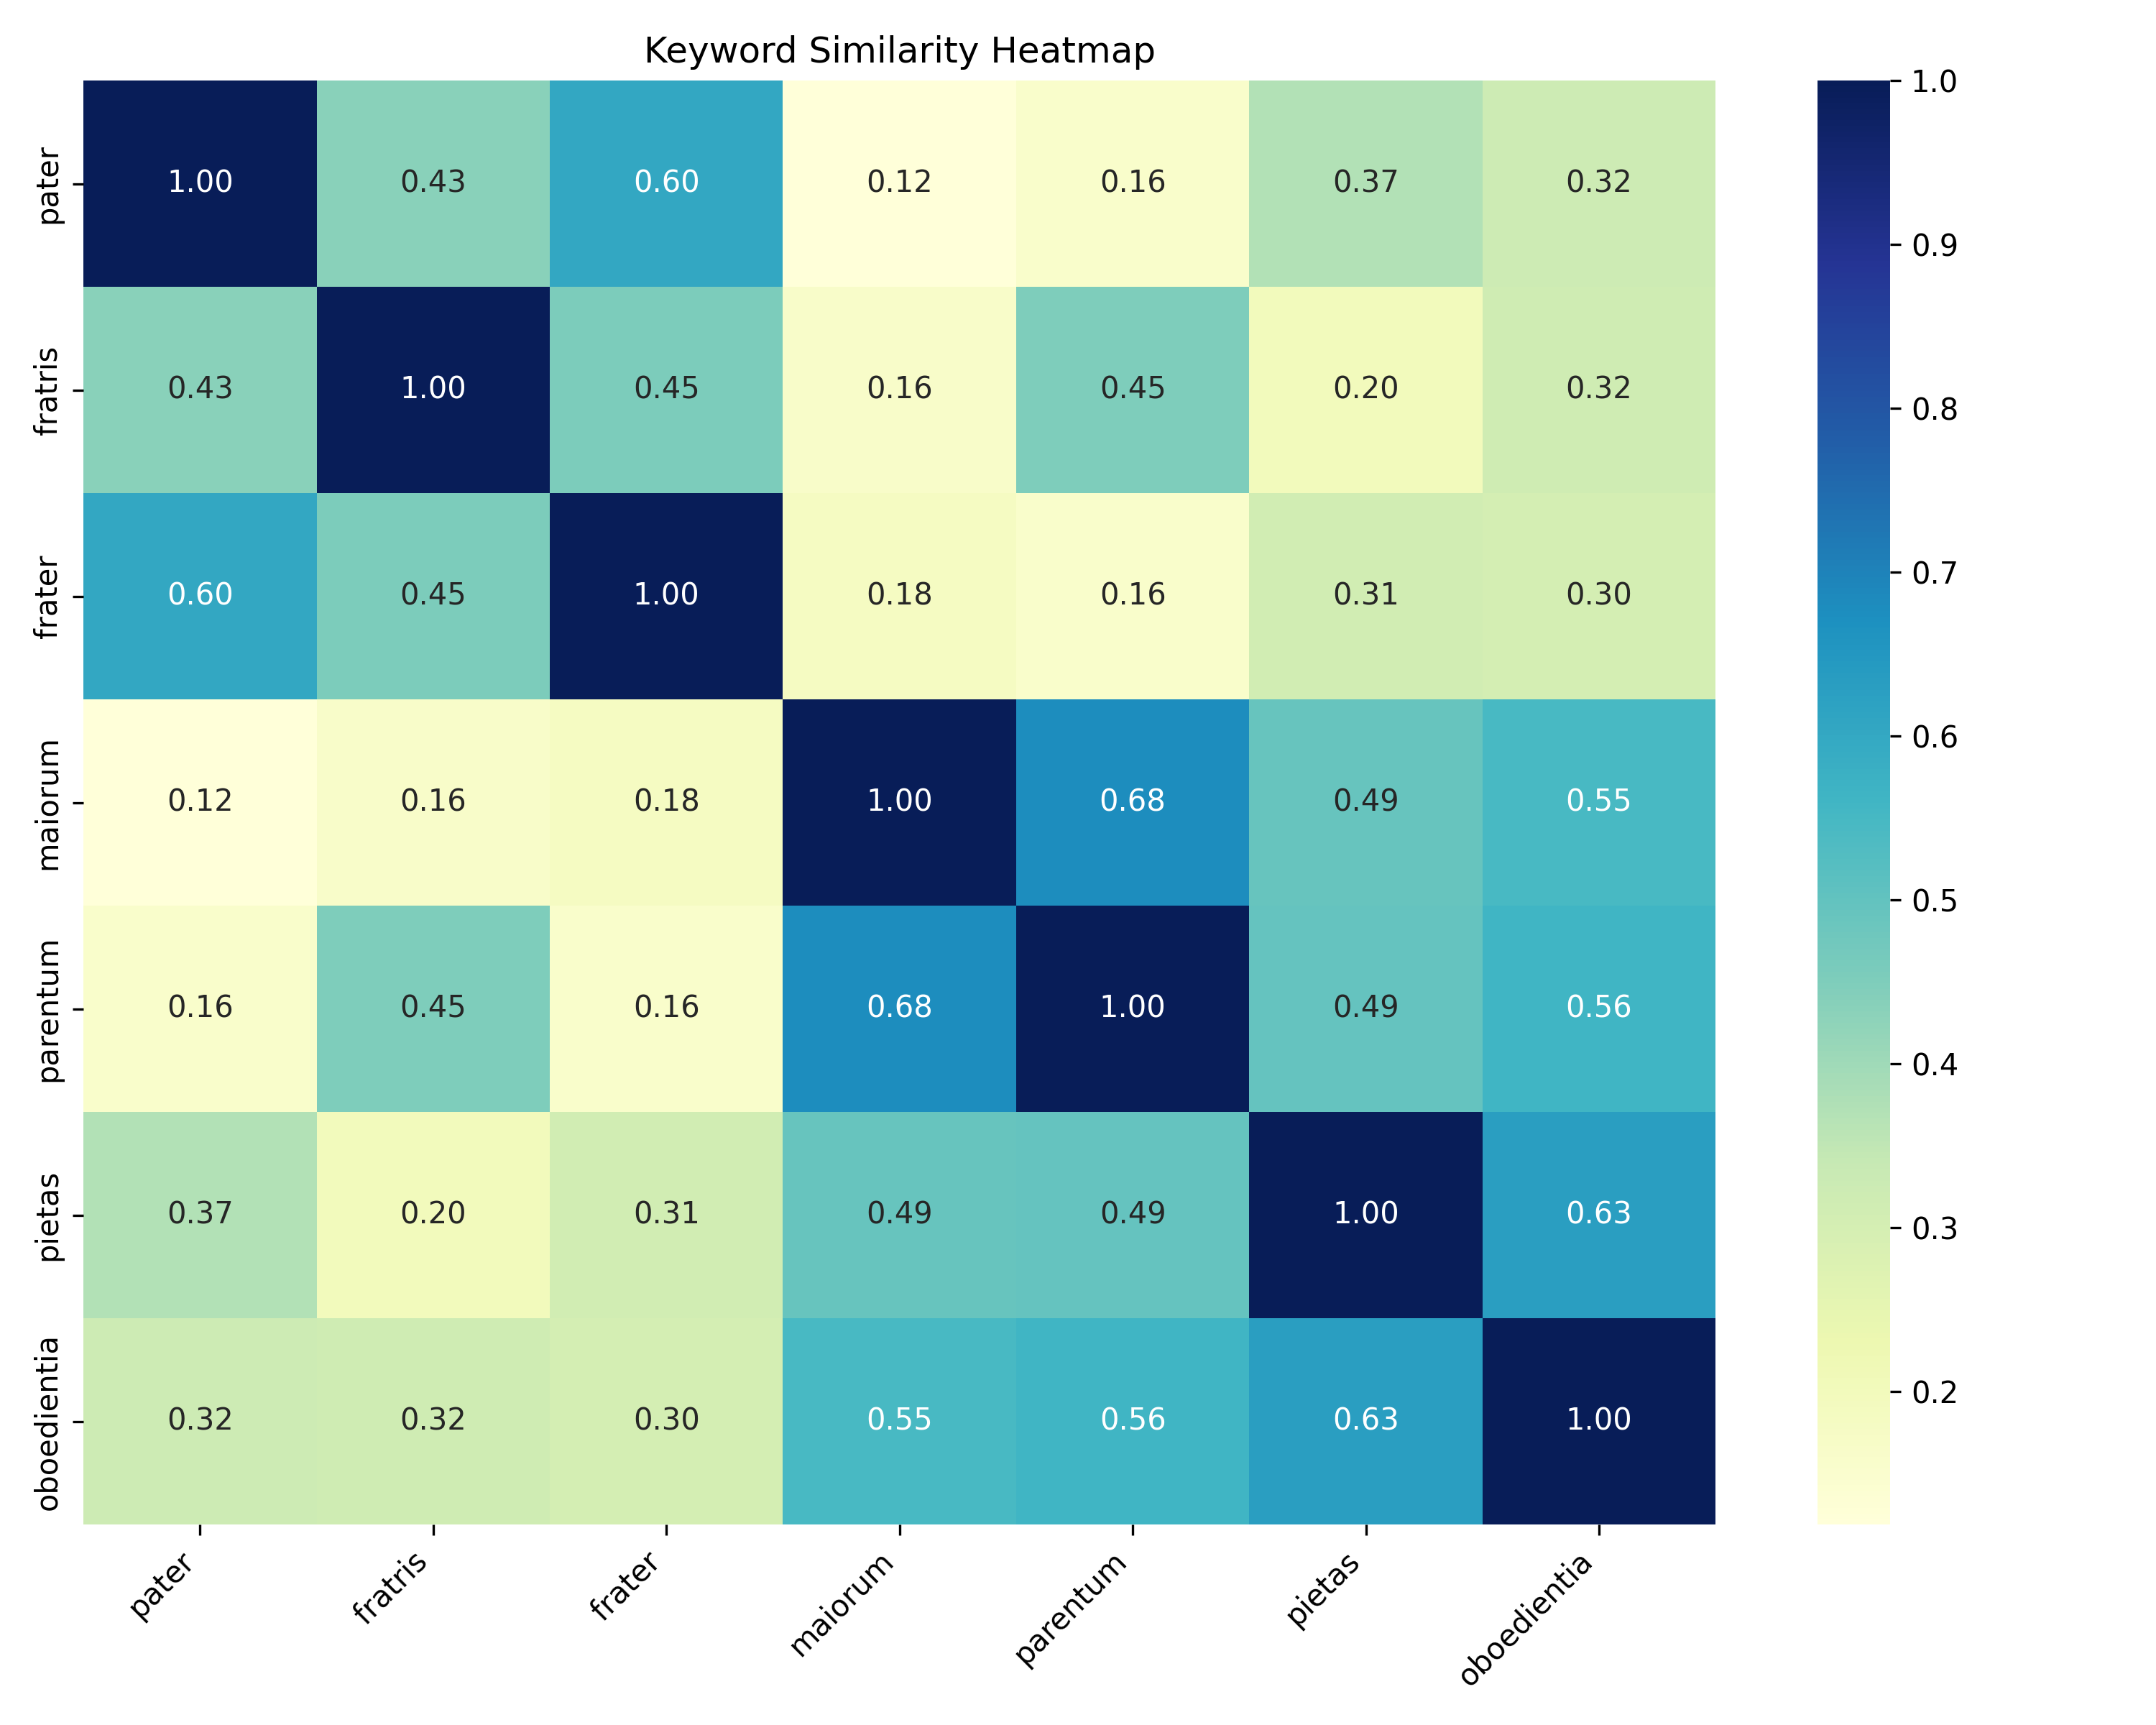 Keyword Similarity Heatmap
pater 1.00 0.43 0.60 0.12 0.16 0.37 0.32
fratris 0.43 1.00 0.45 0.16 0.45 0.20 0.32
frater 0.60 0.45 1.00 0.18 0.16 0.31 0.30
maiorum 0.12 0.16 0.18 1.00 0.68 0.49 0.55
parentum 0.16 0.45 0.16 0.68 1.00 0.49 0.56
pietas 0.37 0.20 0.31 0.49 0.49 1.00 0.63
oboedientia 0.32 0.32 0.30 0.55 0.56 0.63 1.00
pater fratris frater maiorum parentum pietas oboedientia
1.0
0.9
0.8
0.7
0.6
0.5
0.4
0.3
0.2